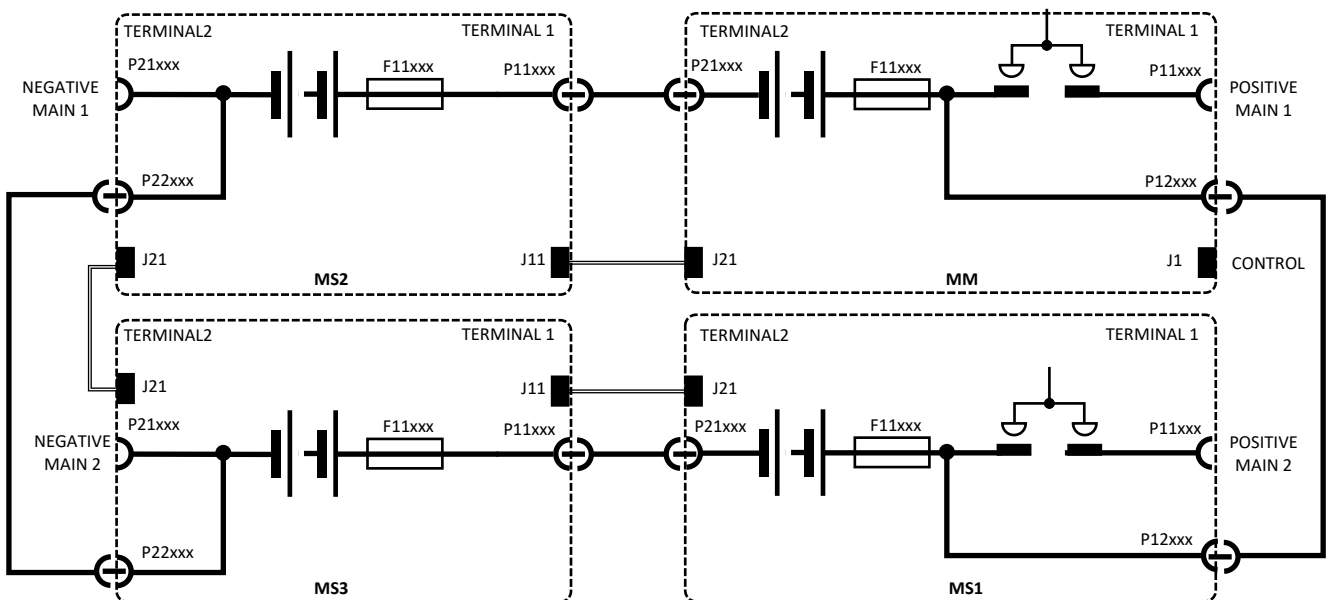 TERMINAL2 TERMINAL 1 TERMINAL2 TERMINAL 1
P21xxx F11xxx P11xxx P21xxx F11xxx P11xxx
NEGATIVE
MAIN 1
POSITIVE
MAIN 1
P22xxx P12xxx
J21 J11 J21 J1 CONTROL
MS2 MM
TERMINAL2 TERMINAL 1 TERMINAL2 TERMINAL 1
J21 J11 J21
P21xxx F11xxx P11xxx P21xxx F11xxx P11xxx
NEGATIVE
MAIN 2
POSITIVE
MAIN 2
P22xxx P12xxx
MS3 MS1